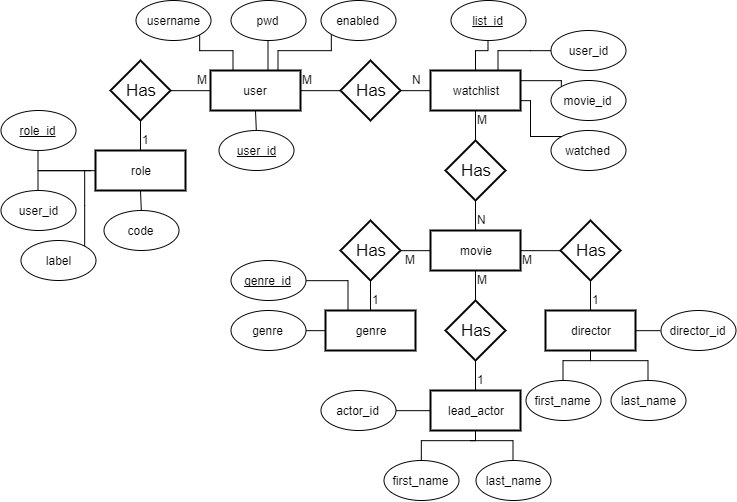 username
pwd
enabled
list_id
user_id
Has
M
user
M
Has
N
watchlist
movie_id
M
watched
role_id
1
user_id
role
Has
user_id
code
label
N
Has
M
movie
M
Has
genre_id
1
M
1
genre
genre
Has
director
director_id
1
first_name
last_name
actor_id
lead_actor
first_name
last_name